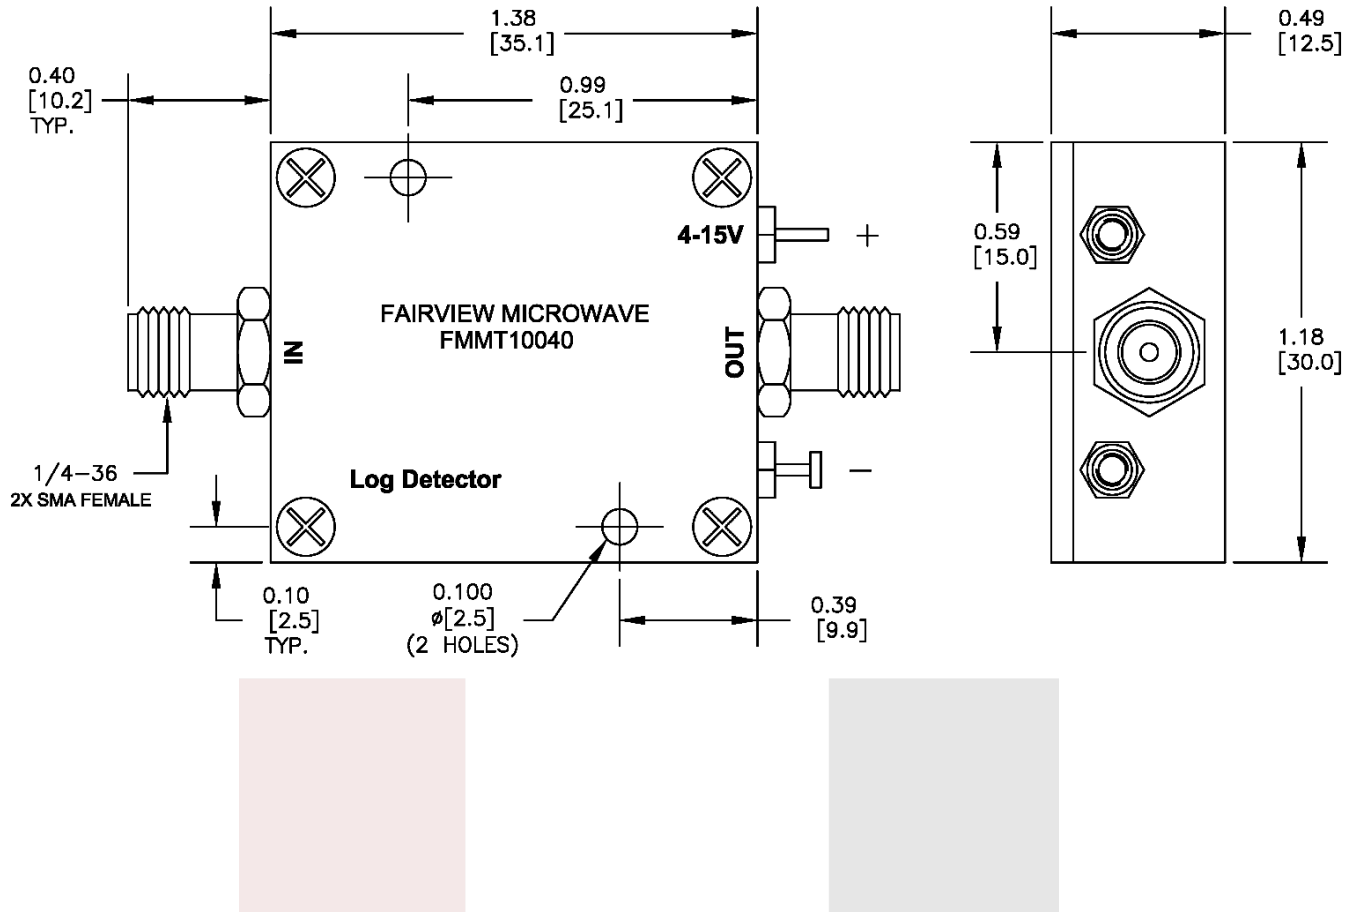 1.38
[35.1]
0.49
[12.5]
0.40
[10.2]
TYP.
0.99
[25.1]
4-15V
+
0.59
[15.0]
FAIRVIEW MICROWAVE
FMMT10040
IN
OUT
1.18
[30.0]
1/4-36
2X SMA FEMALE
Log Detector
−
0.10
[2.5]
TYP.
0.100
ø[2.5]
(2 HOLES)
0.39
[9.9]